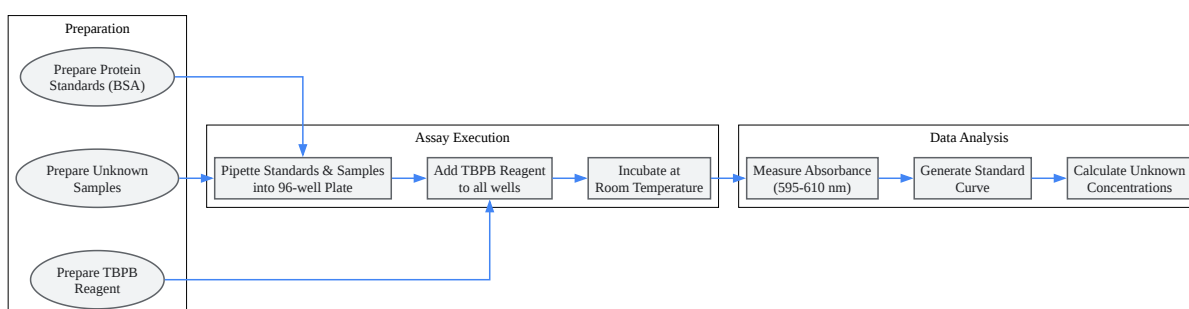 Preparation
Prepare Protein
Standards (BSA)
Prepare Unknown
Samples
Prepare TBPB
Reagent
Assay Execution
Pipette Standards & Samples
into 96-well Plate
Add TBPB Reagent
to all wells
Incubate at
Room Temperature
Data Analysis
Measure Absorbance
(595-610 nm)
Generate Standard
Curve
Calculate Unknown
Concentrations